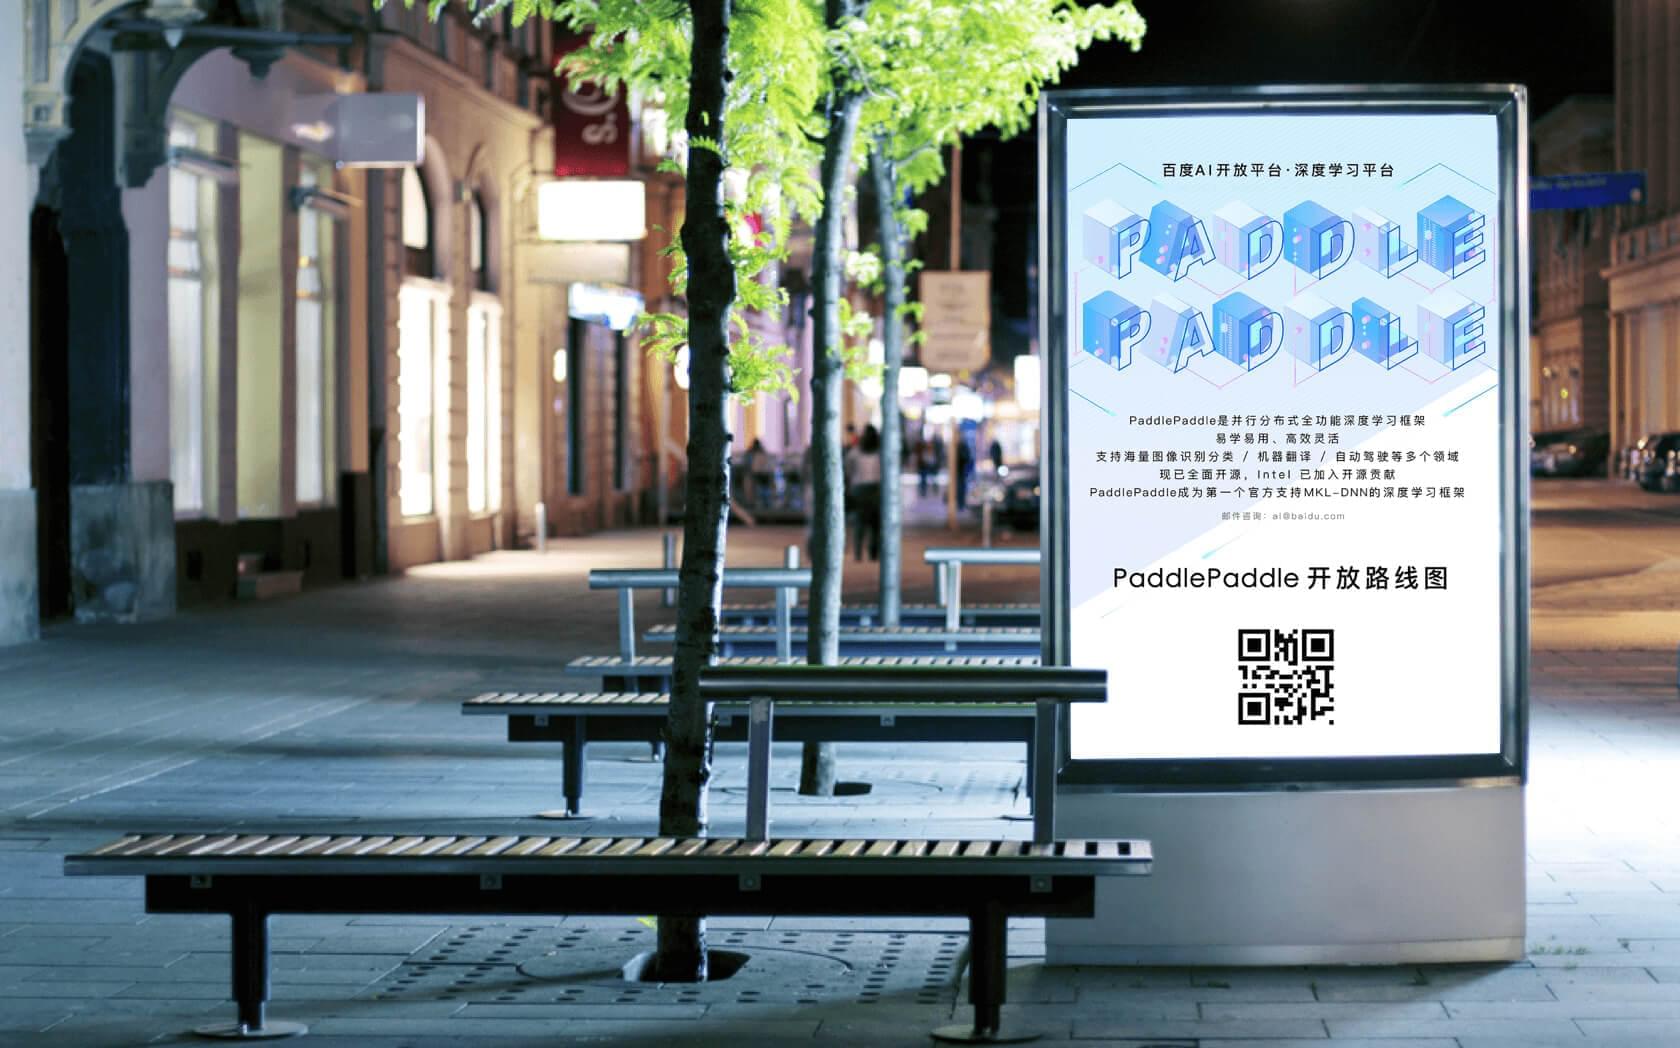 百度AI开放平台·深度学习平台
PADDLE
PADDLE
PaddlePaddle是并行分布式全功能深度学习框架
易学易用、高效灵活
支持海量图像识别分类 / 机器翻译 / 自动驾驶等多个领域
现已全面开源，Intel 已加入开源贡献
PaddlePaddle成为第一个官方支持MKL-DNN的深度学习框架
邮件咨询：ai@baidu.com
PaddlePaddle 开放路线图